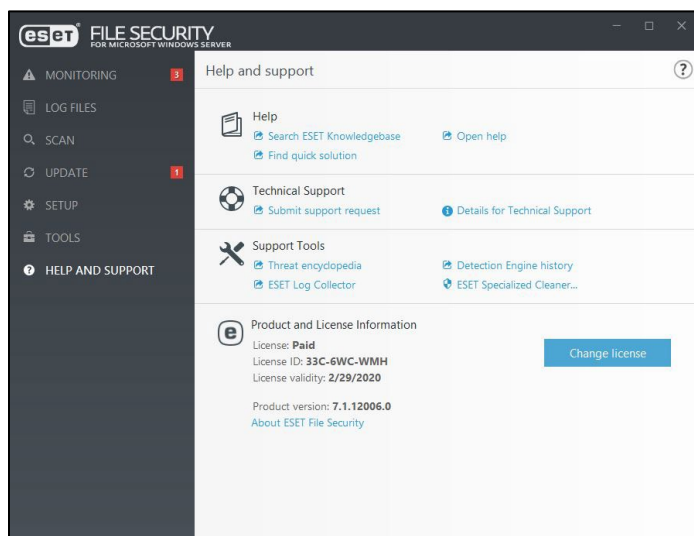 eset FILE SECURITY
FOR MICROSOFT WINDOWS SERVER
MONITORING 3
LOG FILES
SCAN
UPDATE 1
SETUP
TOOLS
HELP AND SUPPORT
Help and support ?
Help
Search ESET Knowledgebase Open help
Find quick solution
Technical Support
Submit support request Details for Technical Support
Support Tools
Threat encyclopedia Detection Engine history
ESET Log Collector ESET Specialized Cleaner...
e Product and License Information
License: Paid
License ID: 33C-6WC-WMH
License validity: 2/29/2020
Change license
Product version: 7.1.12006.0
About ESET File Security